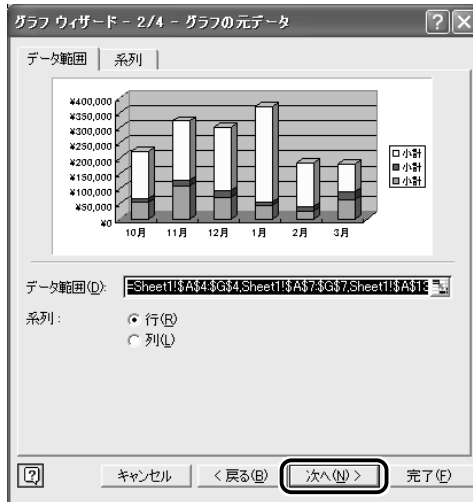 グラフ ウィザード - 2/4 - グラフの元データ
データ範囲
系列
¥400,000
¥350,000
¥300,000
¥250,000
¥200,000
¥150,000
¥100,000
¥50,000
¥0
10月 11月 12月 1月 2月 3月
小計
小計
小計
データ範囲(D): =Sheet1!$A$4:$G$4,Sheet1!$A$7:$G$7,Sheet1!$A$13
系列:
行(R)
列(L)
キャンセル <戻る(B) 次へ(N)> 完了(F)